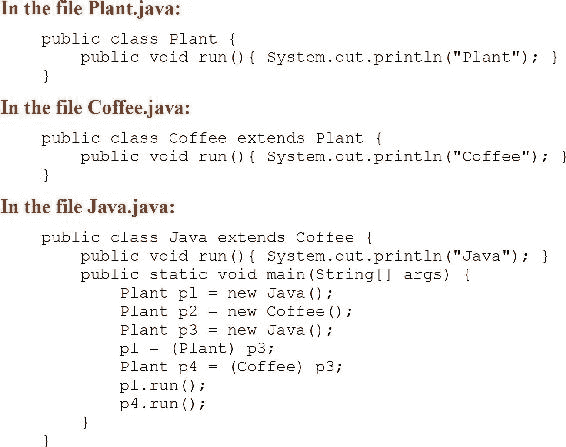 In the file Plant.java:
public class Plant {
public void run(){ System.out.println("Plant"); }
}
In the file Coffee.java:
public class Coffee extends Plant {
public void run(){ System.out.println("Coffee"); }
}
In the file Java.java:
public class Java extends Coffee {
public void run(){ System.out.println("Java"); }
public static void main(String[] args) {
Plant p1 = new Java();
Plant p2 = new Coffee();
Plant p3 = new Java();
p1 = (Plant) p3;
Plant p4 = (Coffee) p3;
p1.run();
p4.run();
}
}